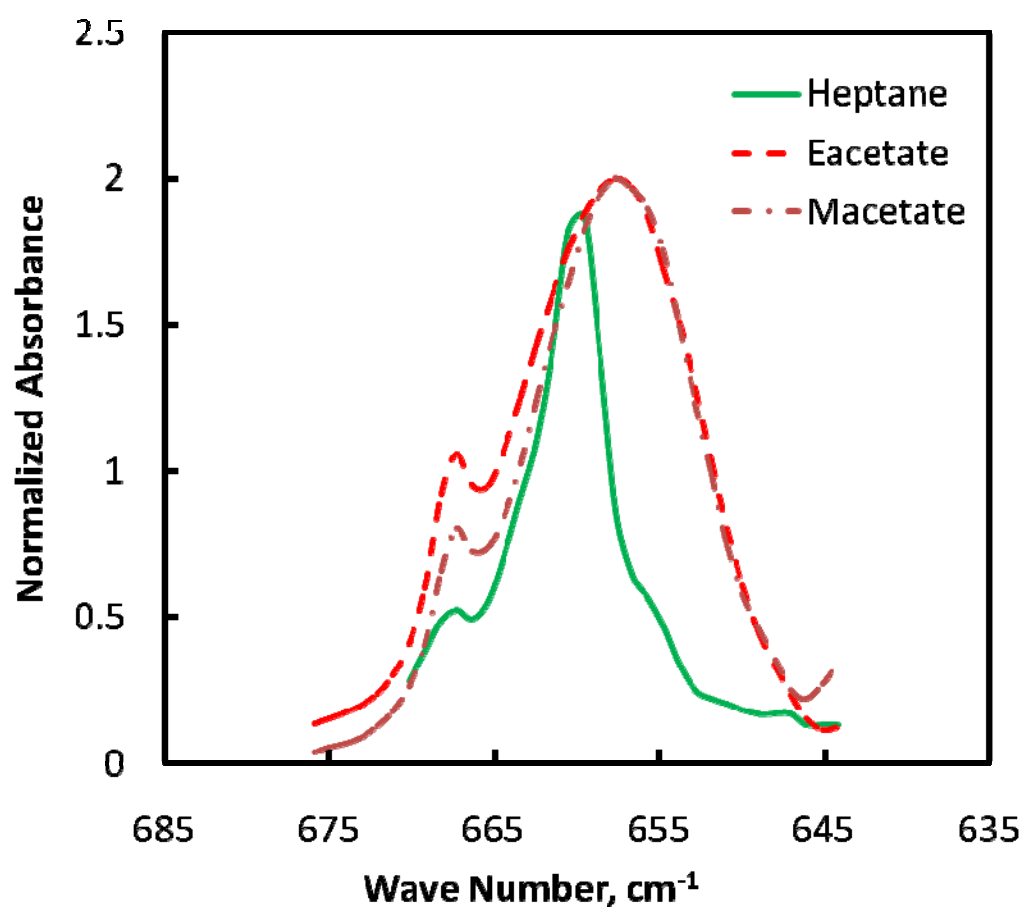 2.5
2
1.5
1
0.5
0
Normalized Absorbance
Heptane
Eacetate
Macetate
685 675 665 655 645 635
Wave Number, cm⁻¹